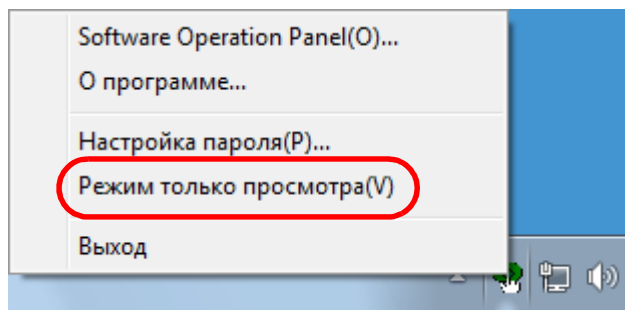 Software Operation Panel(O)...
О программе...
Настройка пароля(P)...
Режим только просмотра(V)
Выход